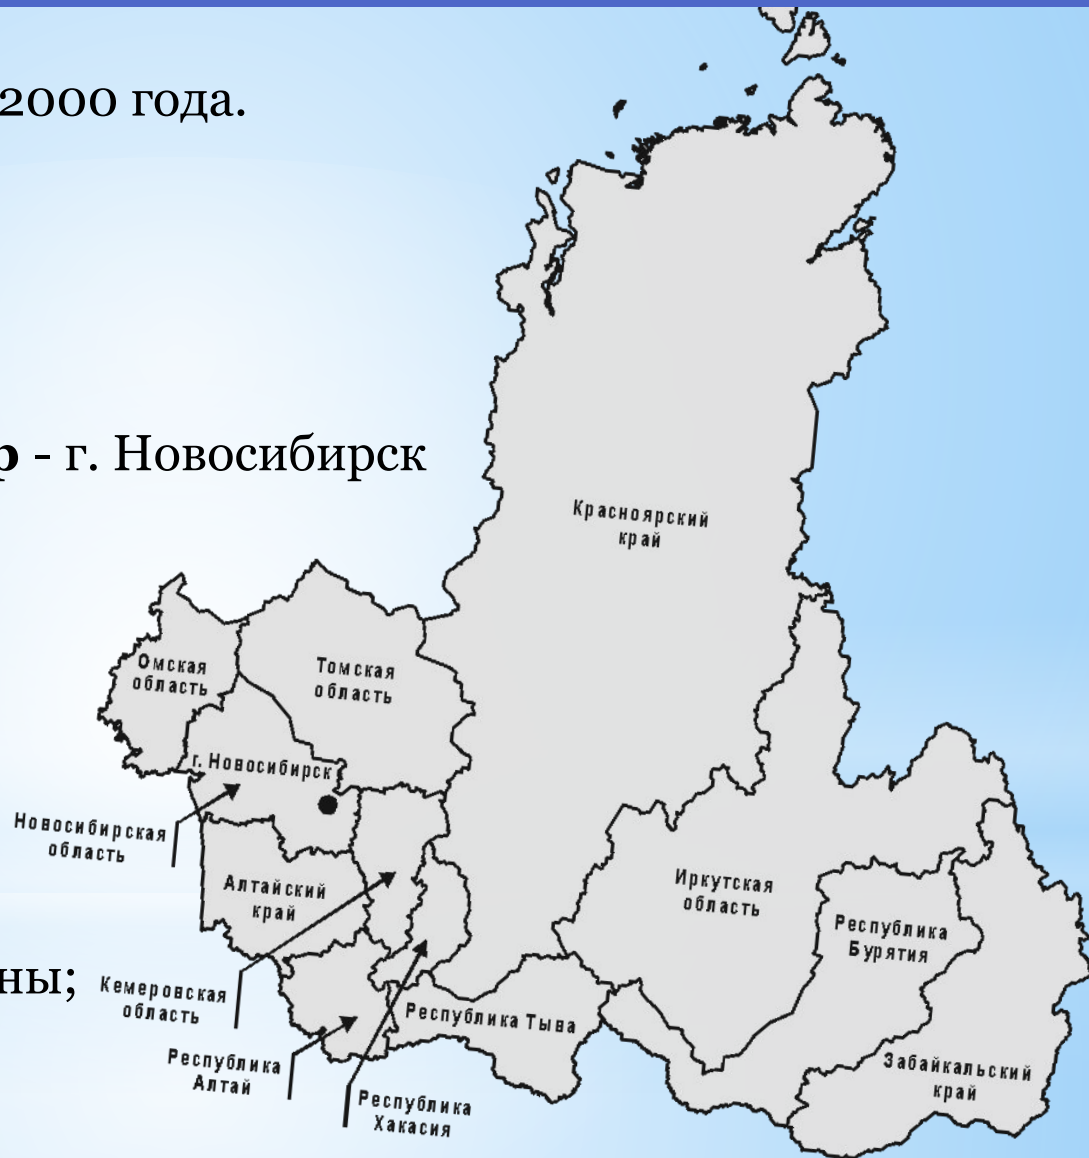 2000 года.
р - г. Новосибирск
Красноярский
край
Омская
область
Томская
область
г. Новосибирск
Новосибирская
область
Алтайский
край
Иркутская
область
Республика
Бурятия
ны;
Кемеровская
область
Республика Тыва
Республика
Алтай
Республика
Хакасия
Забайкальский
край